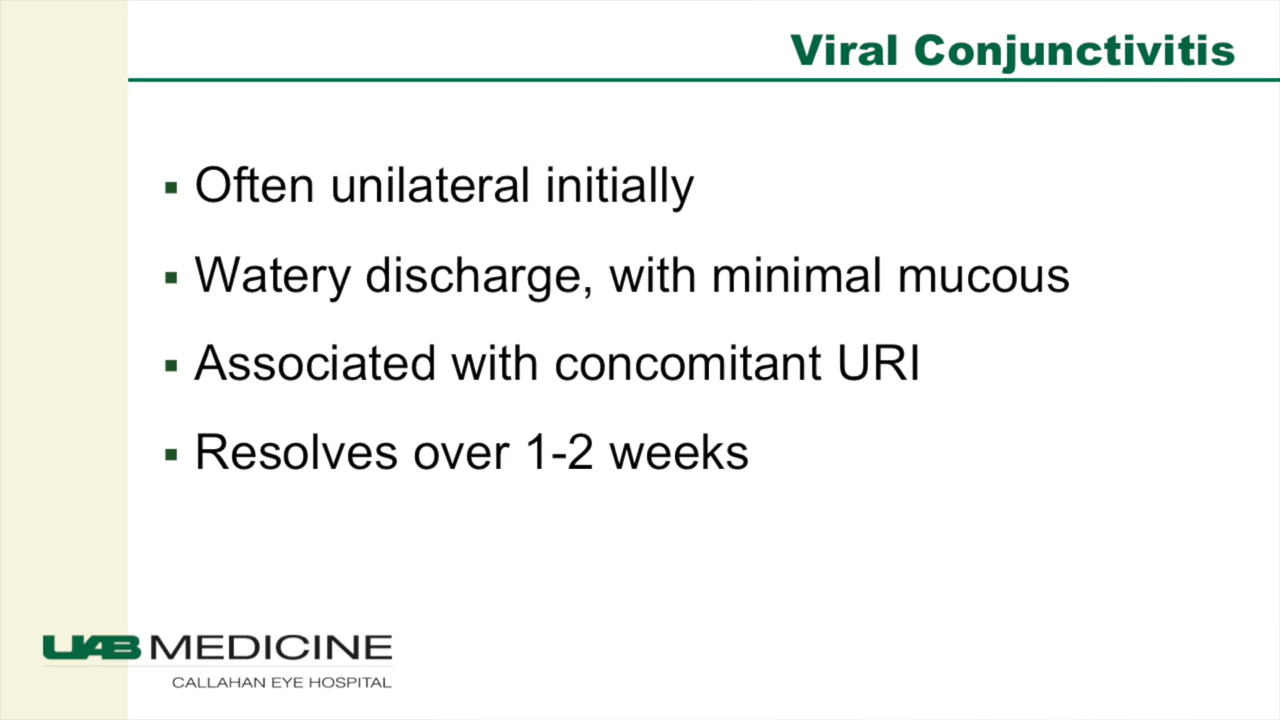 Viral Conjunctivitis
▪ Often unilateral initially
▪ Watery discharge, with minimal mucous
▪ Associated with concomitant URI
▪ Resolves over 1-2 weeks
UAB MEDICINE
CALLAHAN EYE HOSPITAL